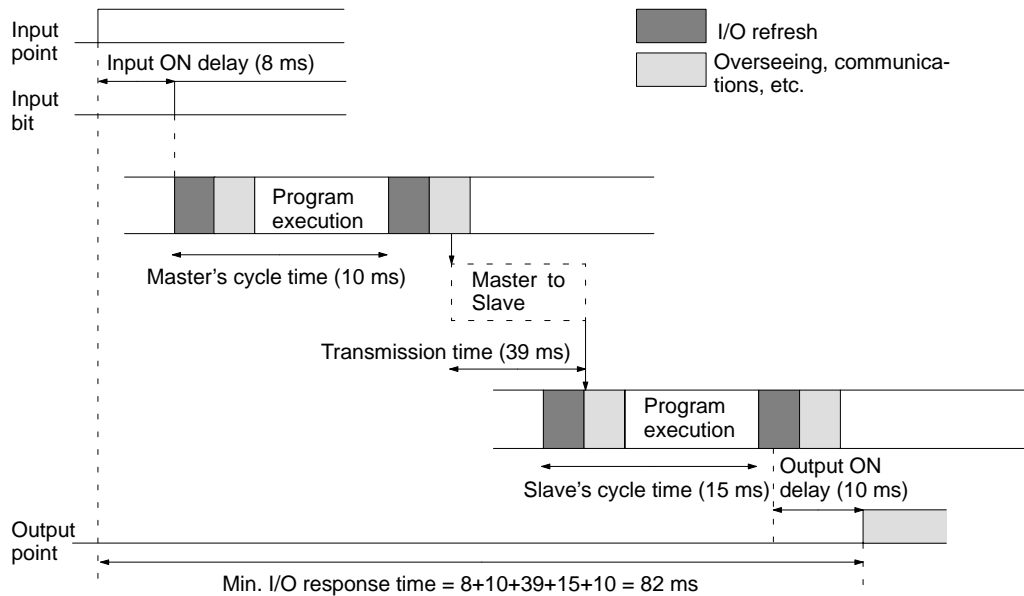 Input
point
I/O refresh
Overseeing, communica-
tions, etc.
Input ON delay (8 ms)
Input
bit
Program
execution
Master's cycle time (10 ms)
Master to
Slave
Transmission time (39 ms)
Program
execution
Slave's cycle time (15 ms)
Output ON
delay (10 ms)
Output
point
Min. I/O response time = 8+10+39+15+10 = 82 ms